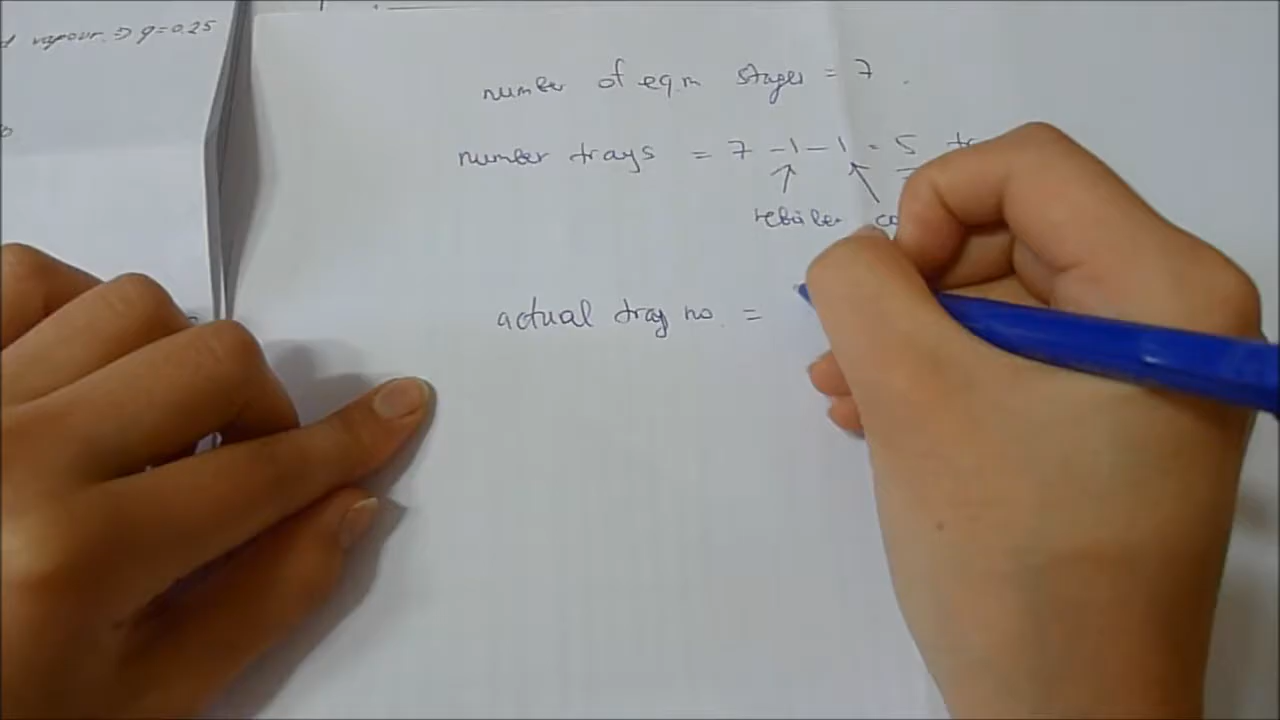 vapour. ⇒ q=0.25
number of eqm stages = 7.
number trays = 7 -1 -1 = 5
reboiler
actual tray no. =